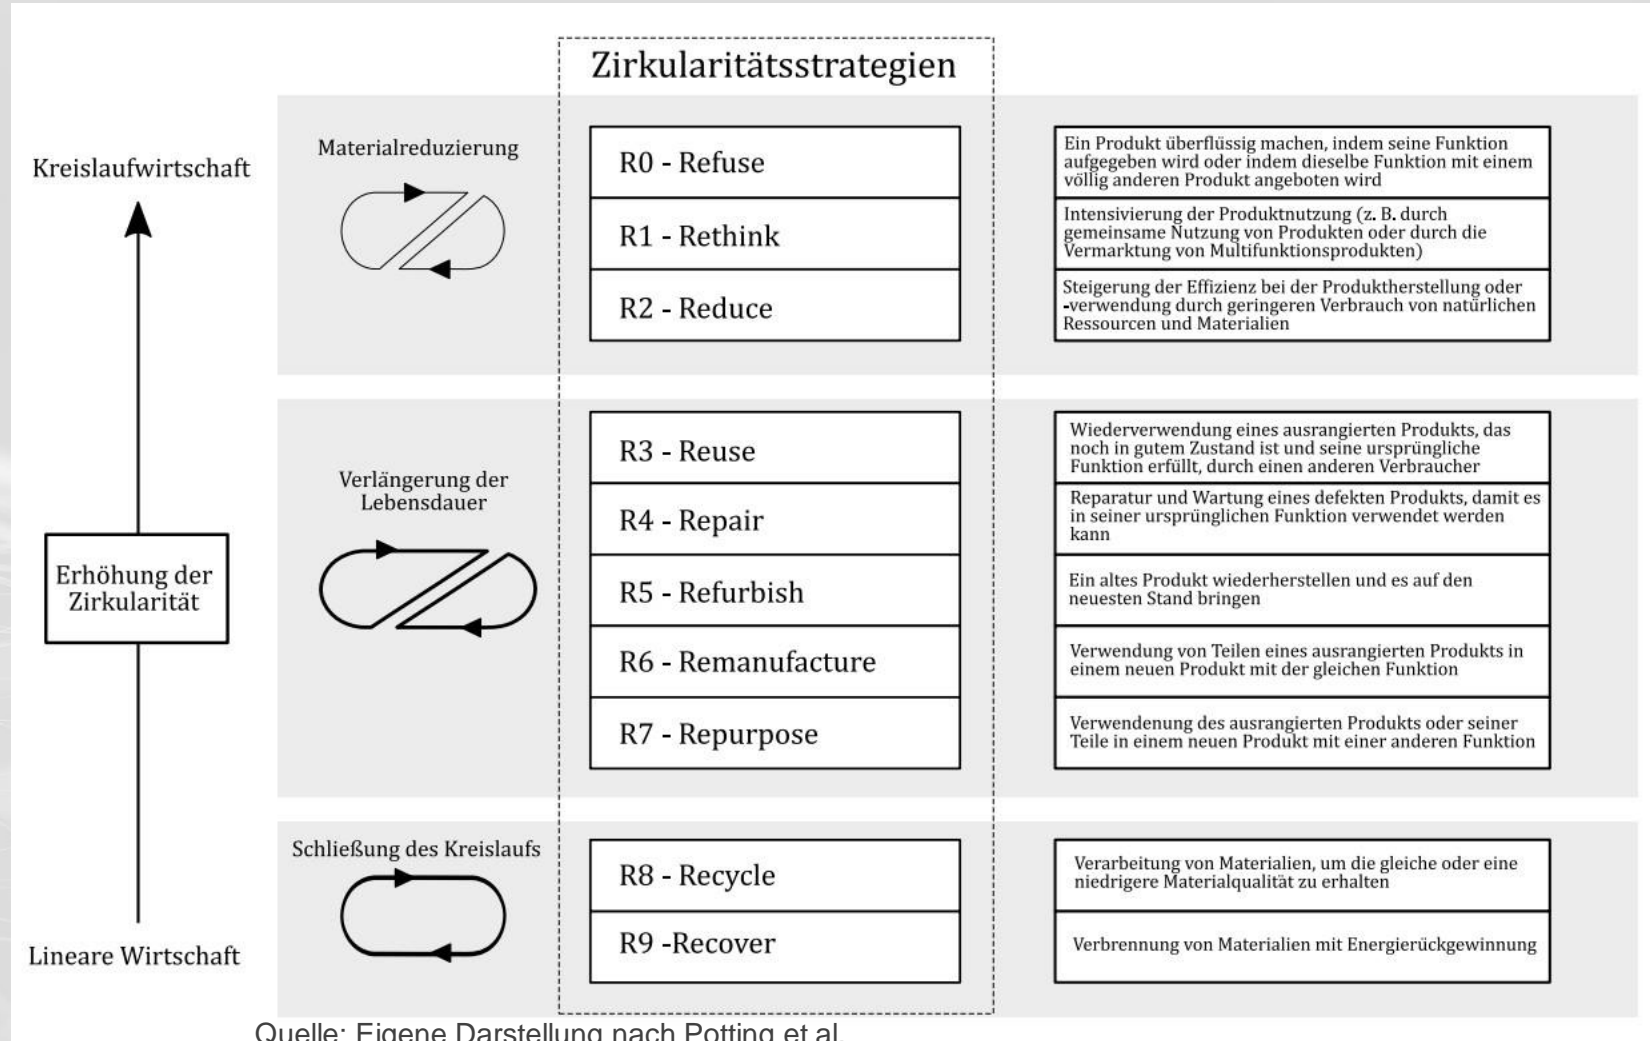 Zirkularitätsstrategien
Kreislaufwirtschaft
Erhöhung der
Zirkularität
Lineare Wirtschaft
Materialreduzierung
R0 - Refuse
Ein Produkt überflüssig machen, indem seine Funktion
aufgegeben wird oder indem dieselbe Funktion mit einem
völlig anderen Produkt angeboten wird
R1 - Rethink
Intensivierung der Produktnutzung (z. B. durch
gemeinsame Nutzung von Produkten oder durch die
Vermarktung von Multifunktionsprodukten)
R2 - Reduce
Steigerung der Effizienz bei der Produktherstellung oder
-verwendung durch geringeren Verbrauch von natürlichen
Ressourcen und Materialien
Verlängerung der
Lebensdauer
R3 - Reuse
Wiederverwendung eines ausrangierten Produkts, das
noch in gutem Zustand ist und seine ursprüngliche
Funktion erfüllt, durch einen anderen Verbraucher
R4 - Repair
Reparatur und Wartung eines defekten Produkts, damit es
in seiner ursprünglichen Funktion verwendet werden
kann
R5 - Refurbish
Ein altes Produkt wiederherstellen und es auf den
neuesten Stand bringen
R6 - Remanufacture
Verwendung von Teilen eines ausrangierten Produkts in
einem neuen Produkt mit der gleichen Funktion
R7 - Repurpose
Verwendenung des ausrangierten Produkts oder seiner
Teile in einem neuen Produkt mit einer anderen Funktion
Schließung des Kreislaufs
R8 - Recycle
Verarbeitung von Materialien, um die gleiche oder eine
niedrigere Materialqualität zu erhalten
R9 -Recover
Verbrennung von Materialien mit Energierückgewinnung
Quelle: Eigene Darstellung nach Potting et al.